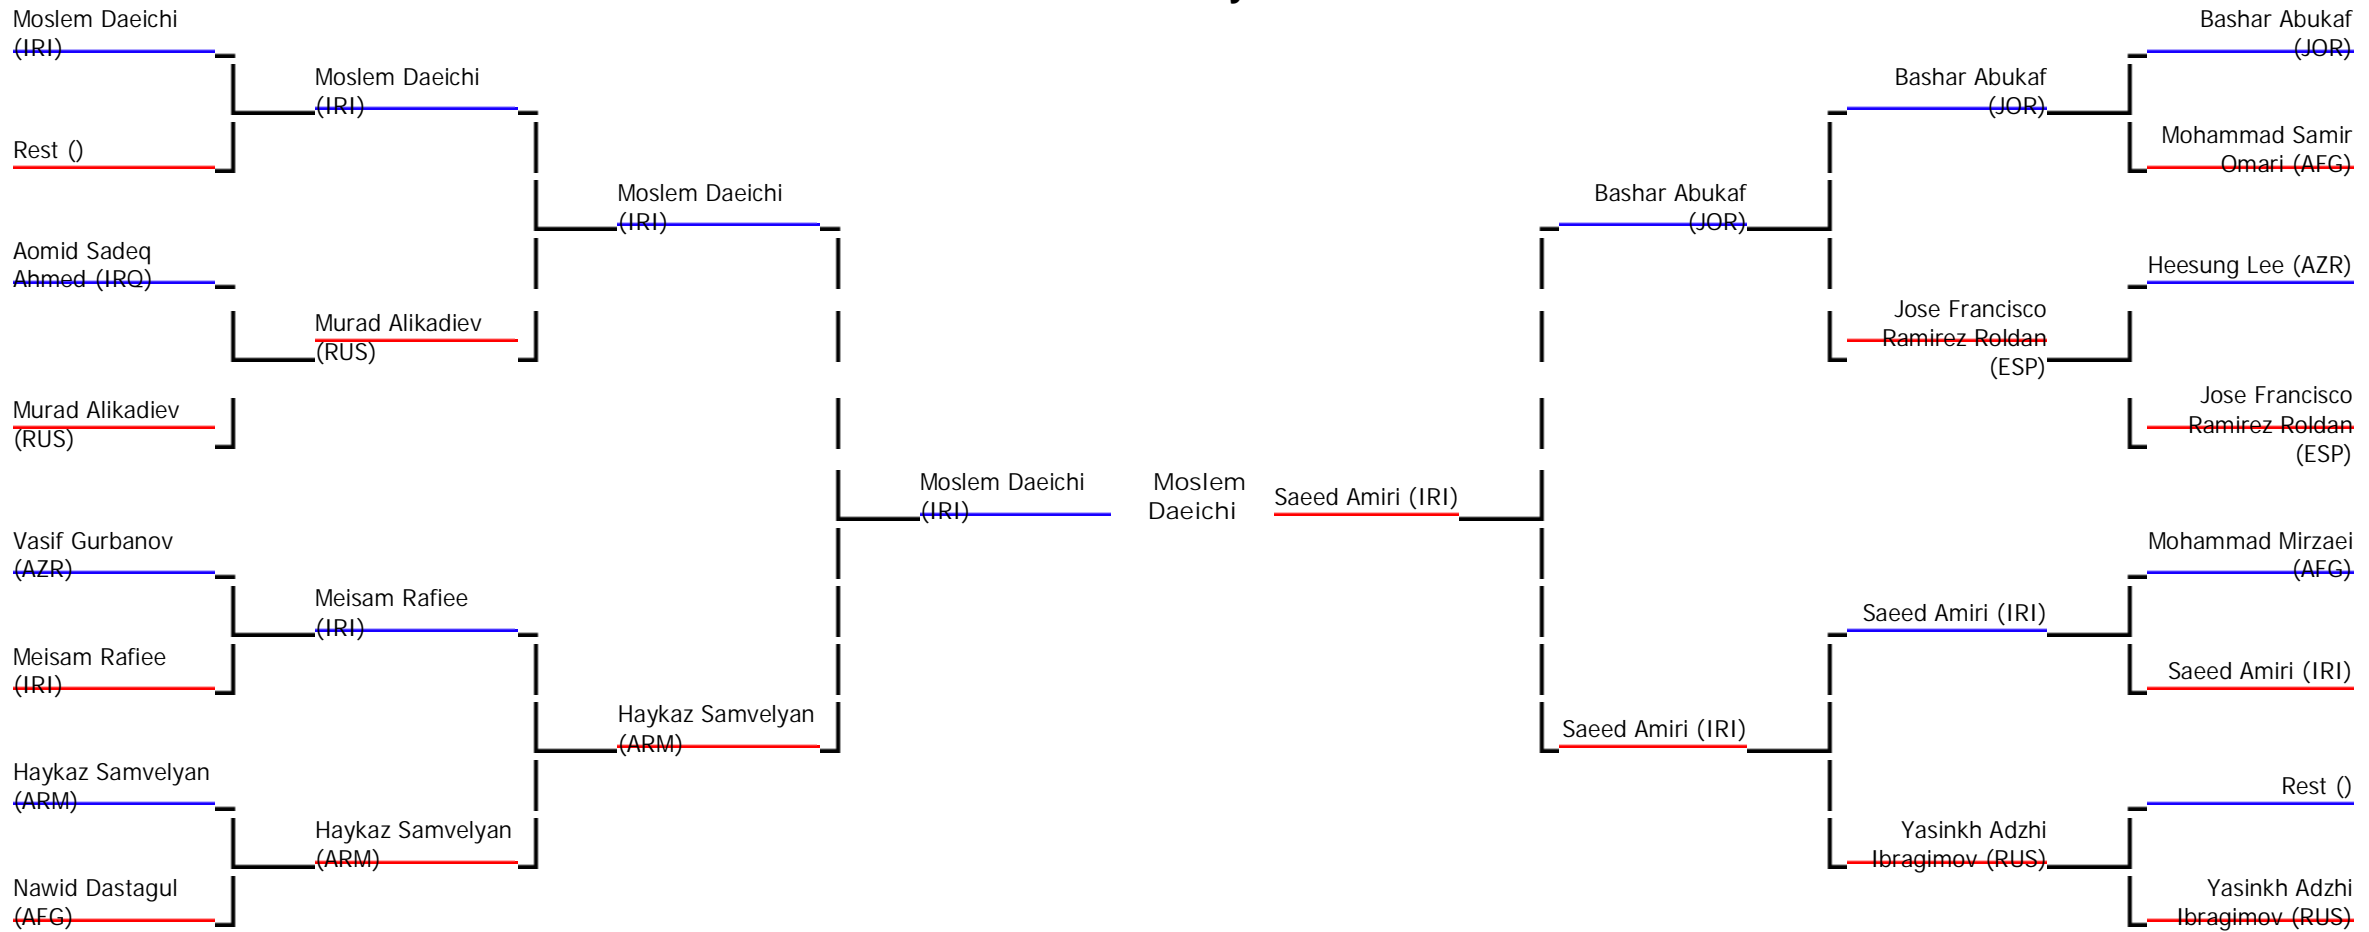 Moslem Daeichi
(IRI)
Rest ()
Aomid Sadeq
Ahmed (IRQ)
Murad Alikadiev
(RUS)
Vasif Gurbanov
(AZR)
Meisam Rafiee
(IRI)
Haykaz Samvelyan
(ARM)
Nawid Dastagul
(AFG)
Moslem Daeichi
(IRI)
Murad Alikadiev
(RUS)
Meisam Rafiee
(IRI)
Haykaz Samvelyan
(ARM)
Moslem Daeichi
(IRI)
Haykaz Samvelyan
(ARM)
Moslem Daeichi
(IRI)
Moslem
Daeichi
Saeed Amiri (IRI)
Bashar Abukaf
(JOR)
Saeed Amiri (IRI)
Bashar Abukaf
(JOR)
Jose Francisco
Ramirez Roldan
(ESP)
Saeed Amiri (IRI)
Yasinkh Adzhi
Ibragimov (RUS)
Bashar Abukaf
(JOR)
Mohammad Samir
Omari (AFG)
Heesung Lee (AZR)
Jose Francisco
Ramirez Roldan
(ESP)
Mohammad Mirzaei
(AFG)
Saeed Amiri (IRI)
Rest ()
Yasinkh Adzhi
Ibragimov (RUS)